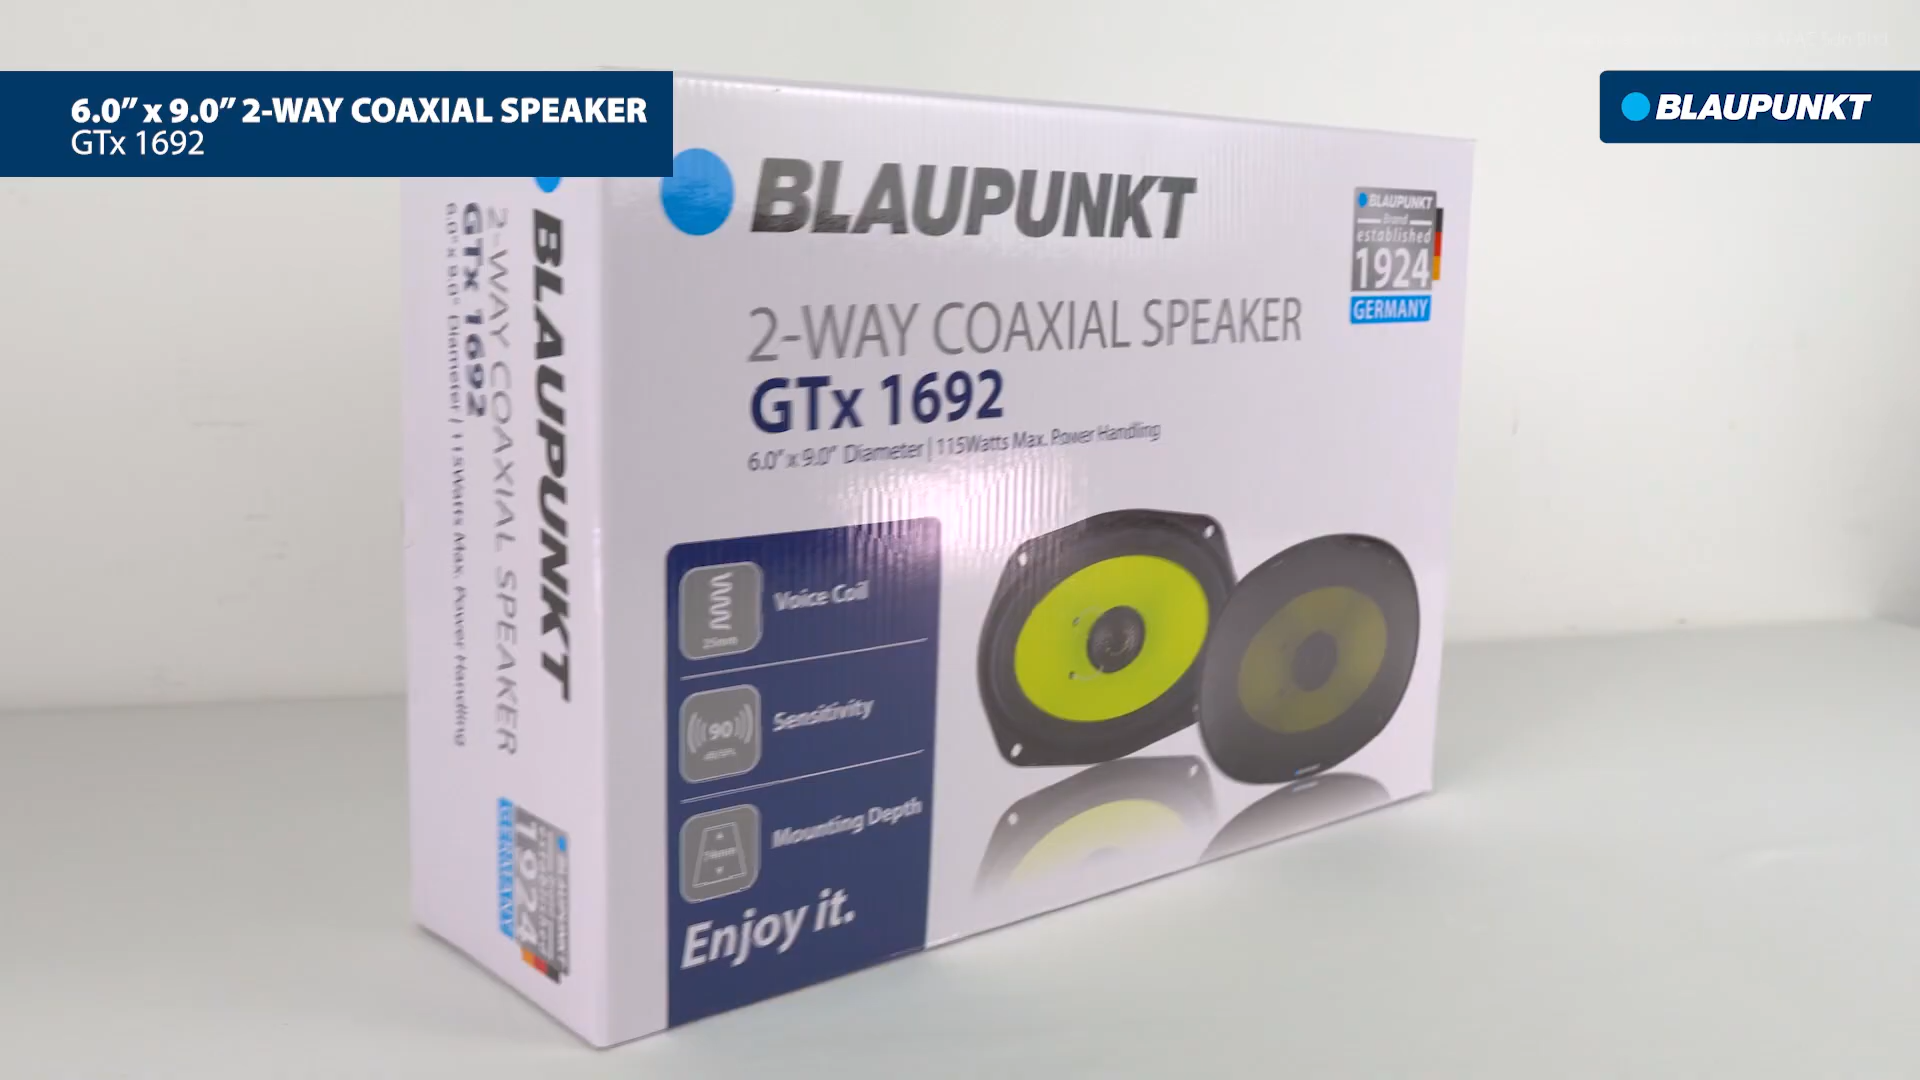 6.0" x 9.0" 2-WAY COAXIAL SPEAKER
GTx 1692
BLAUPUNKT
BLAUPUNKT
BLAUPUNKT
Brand
established
1924
GERMANY
2-WAY COAXIAL SPEAKER
GTx 1692
6.0" x 9.0" Diameter | 115Watts Max. Power Handling
Voice Coil
25mm
Sensitivity
90
Mounting Depth
Enjoy it.
BLAUPUNKT
2-WAY COAXIAL SPEAKER
GTx 1692
6.0" x 9.0" Diameter | 115Watts Max. Power Handling
1924
GERMANY